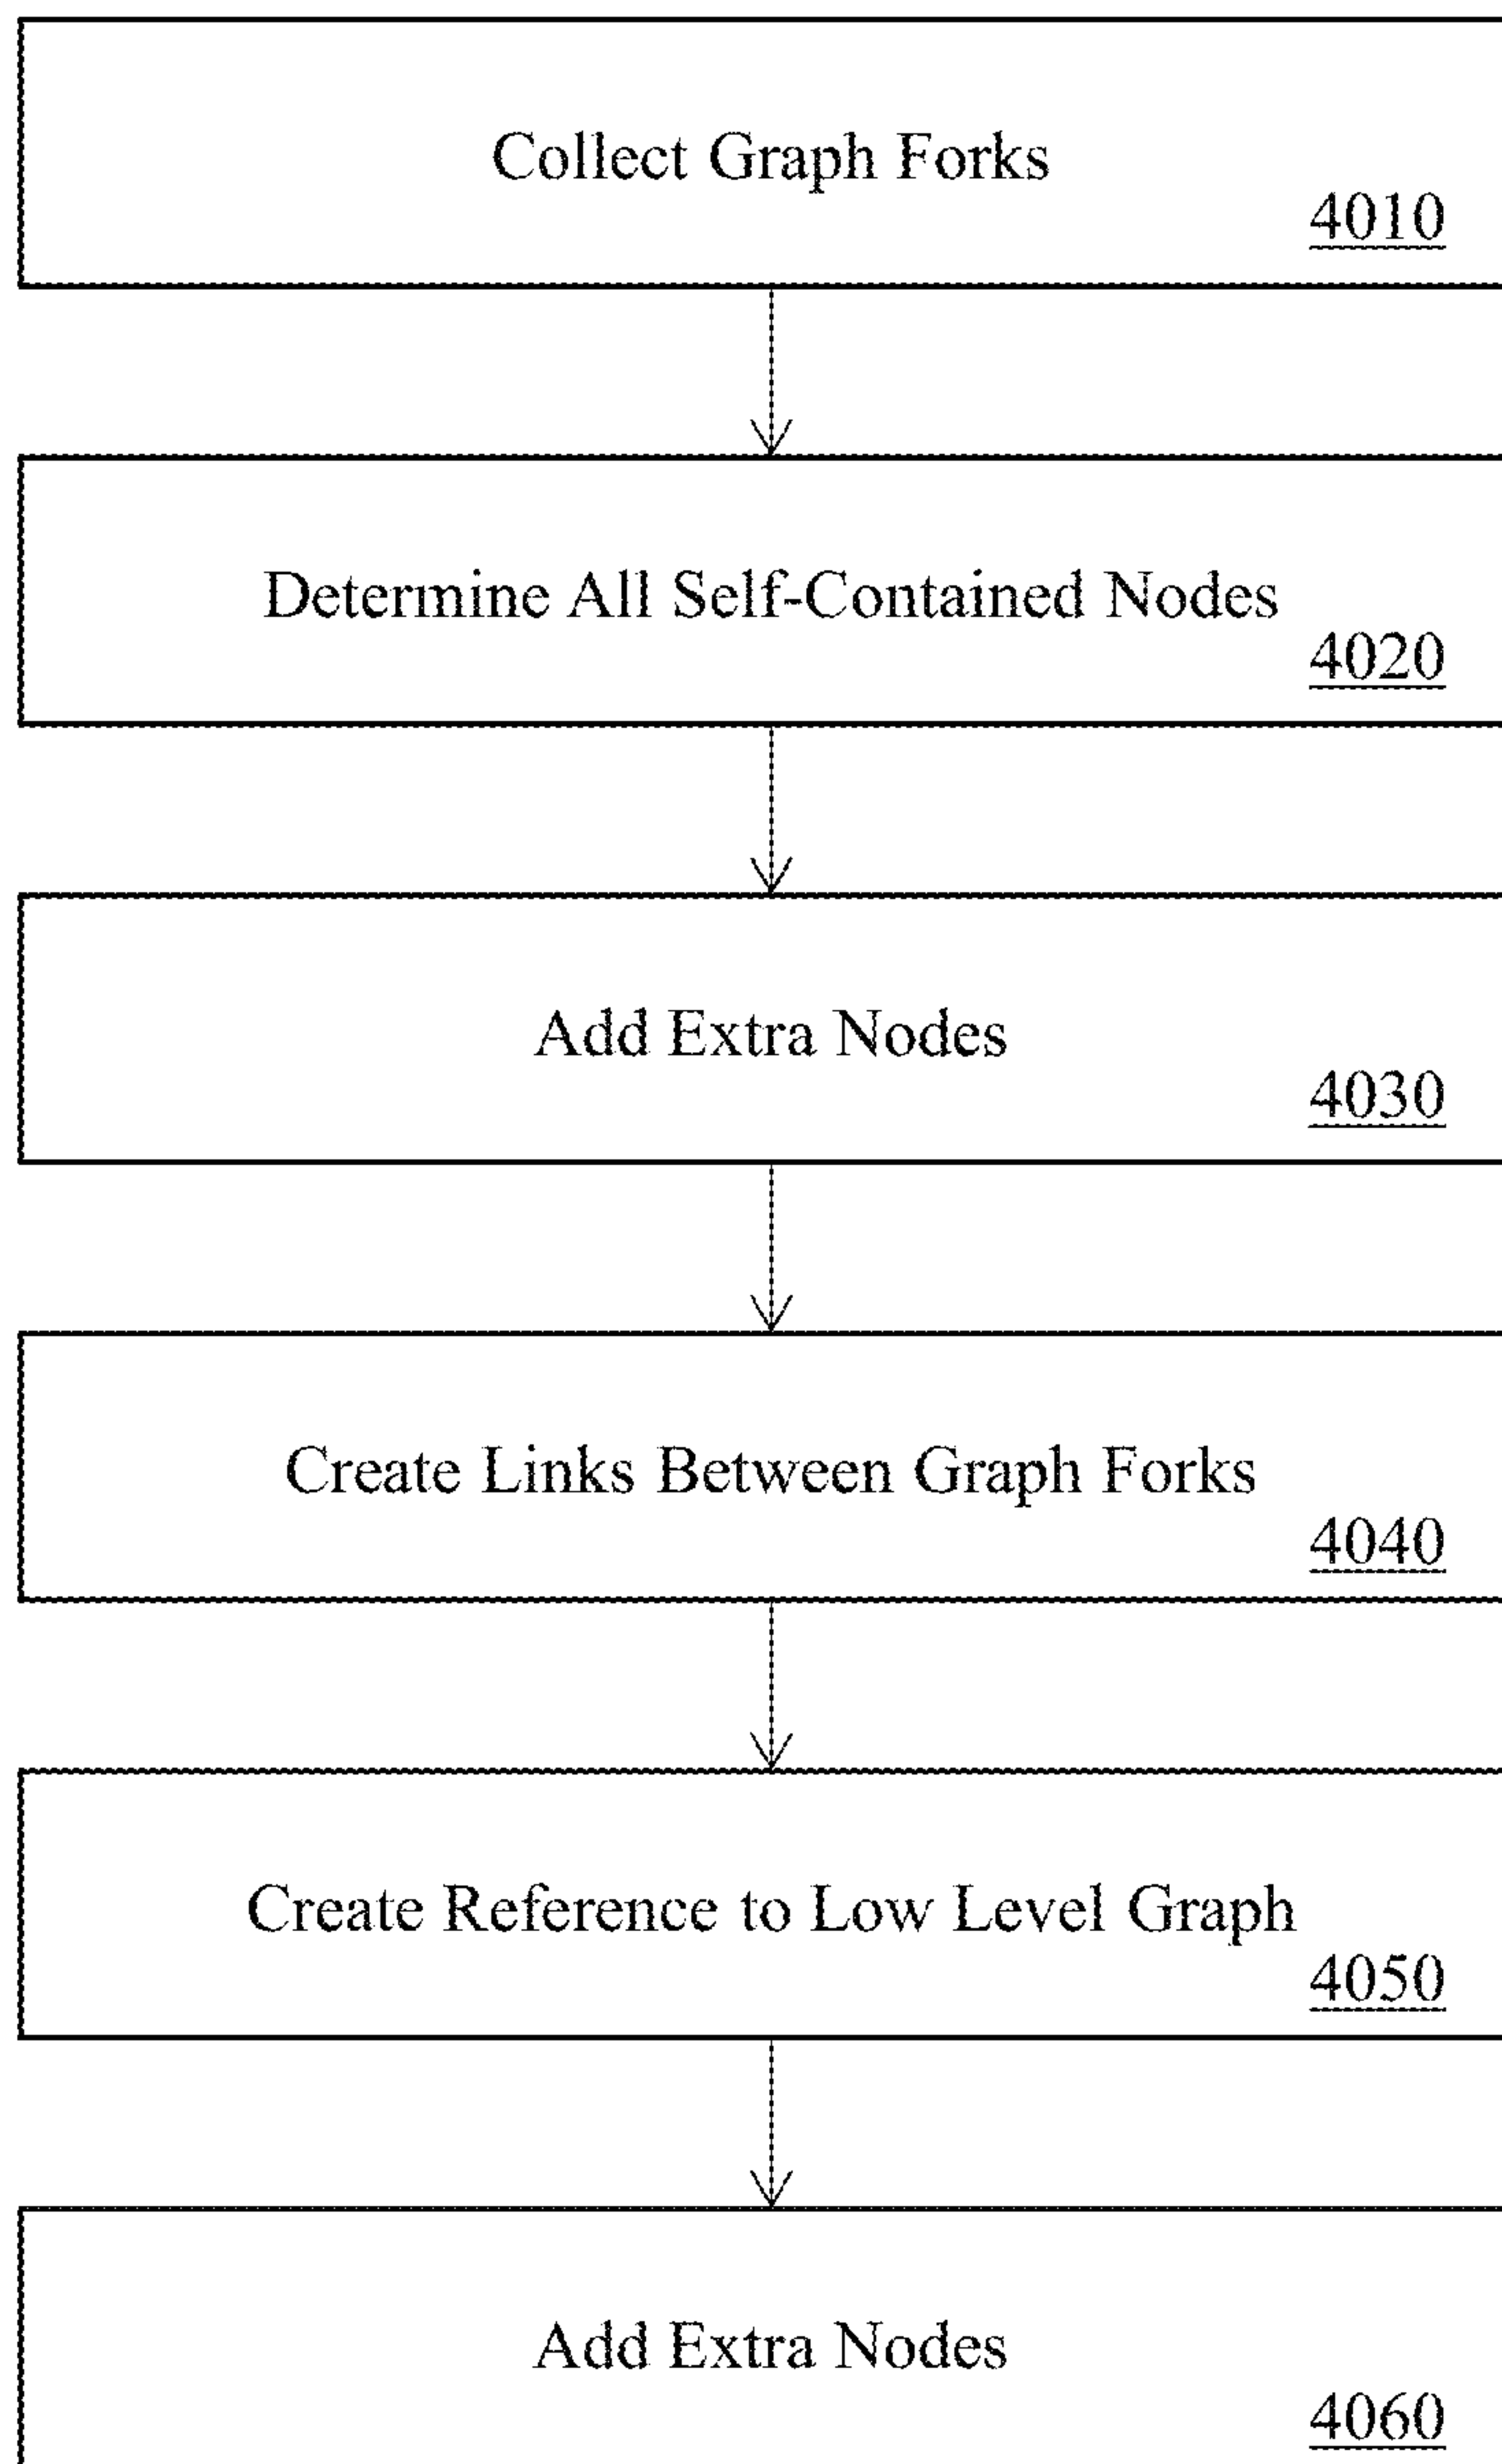 Collect Graph Forks
4010
Determine All Self-Contained Nodes
4020
Add Extra Nodes
4030
Create Links Between Graph Forks
4040
Create Reference to Low Level Graph
4050
Add Extra Nodes
4060